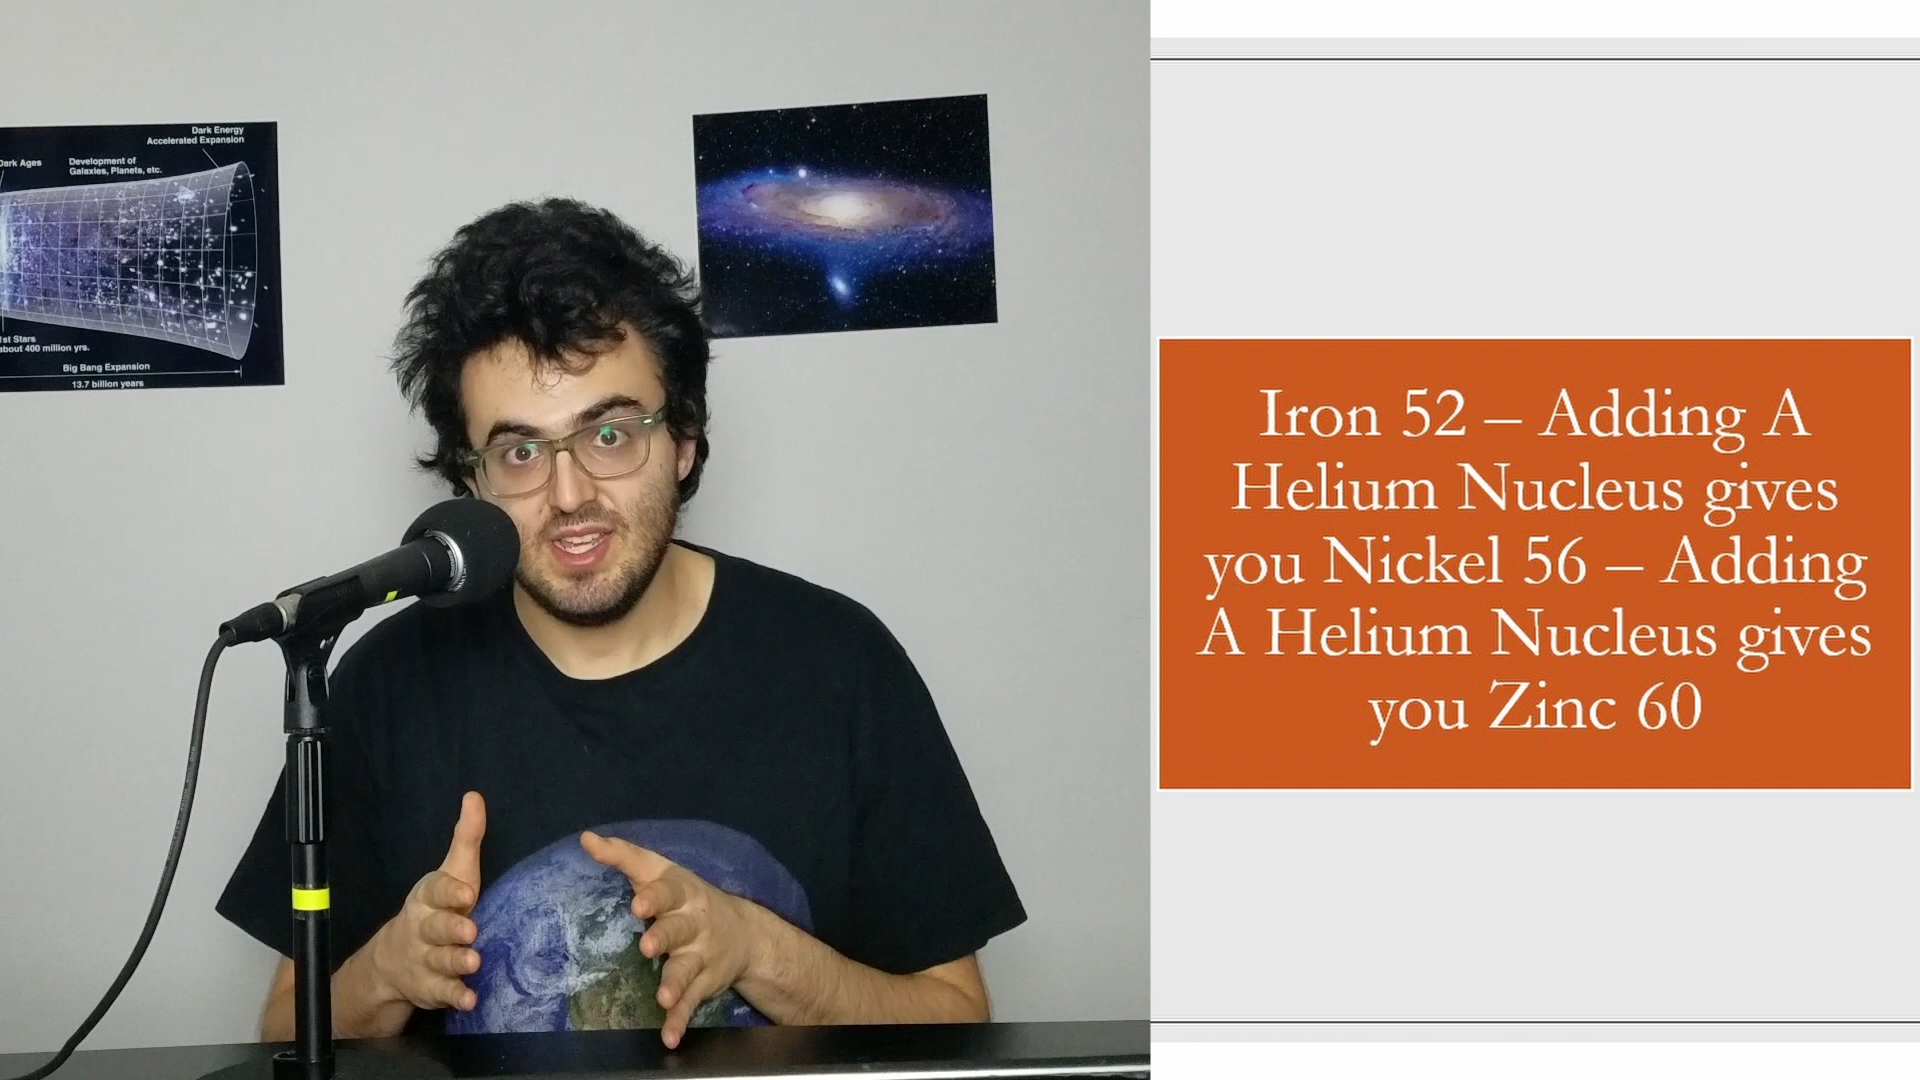 Dark Energy
Accelerated Expansion
Dark Ages
Development of
Galaxies, Planets, etc.
1st Stars
about 400 million yrs.
Big Bang Expansion
13.7 billion years
Iron 52 – Adding A
Helium Nucleus gives
you Nickel 56 – Adding
A Helium Nucleus gives
you Zinc 60